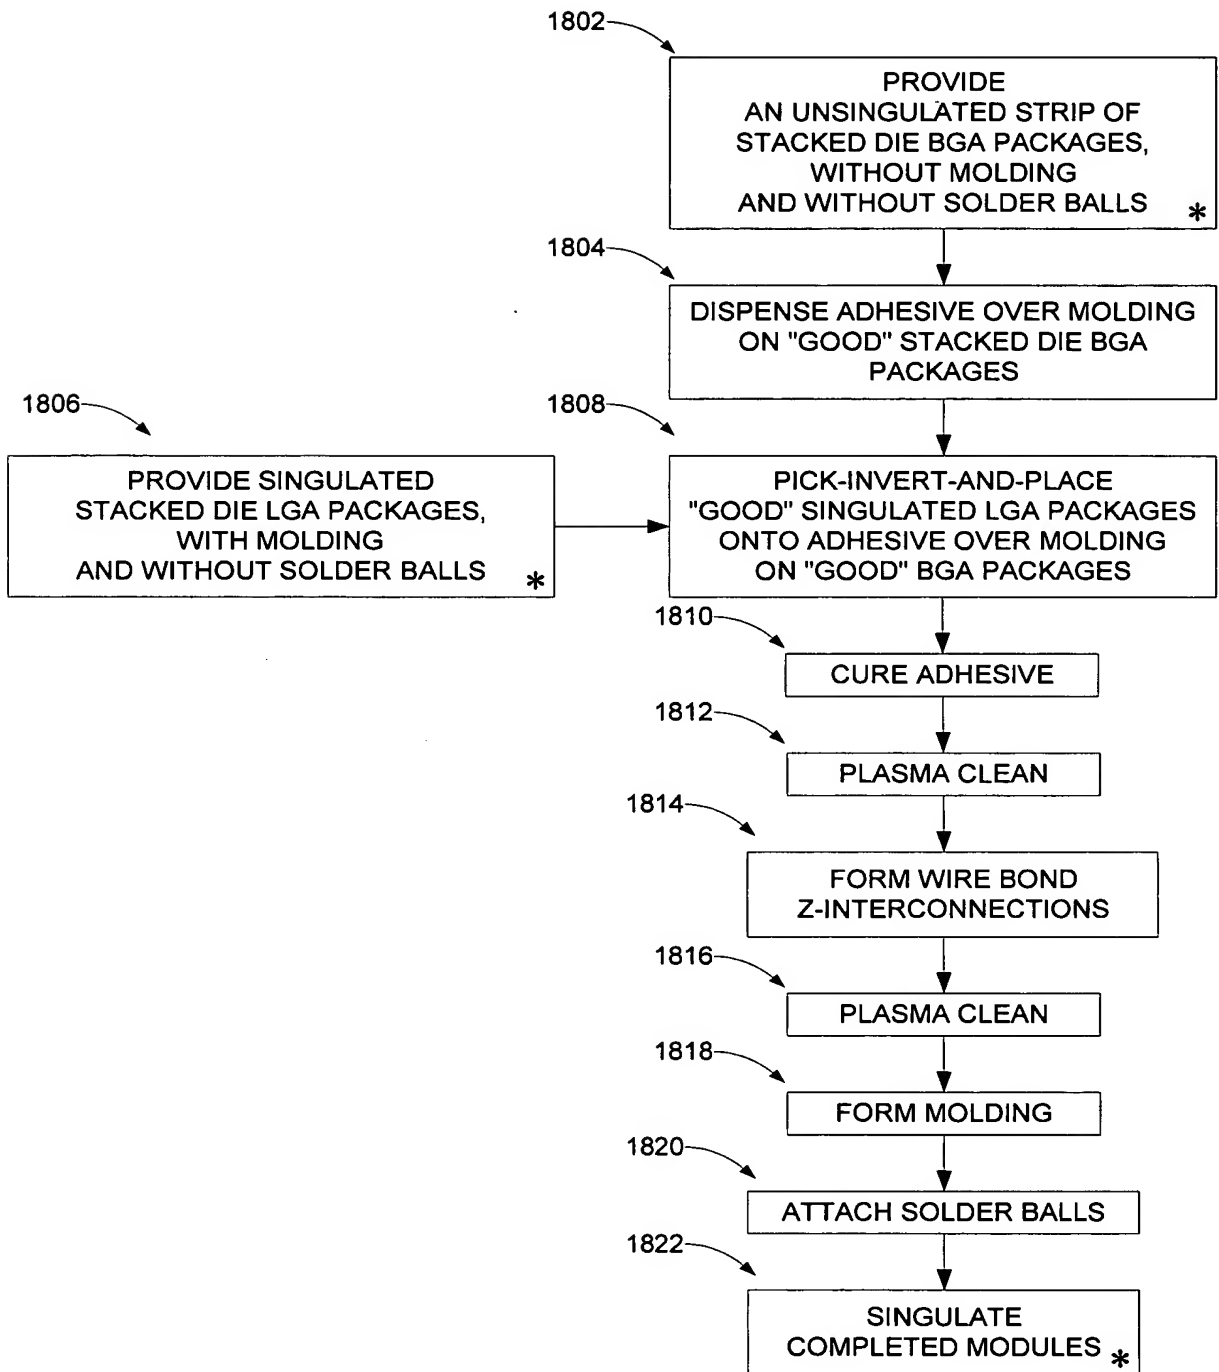 1802
PROVIDE
AN UNSINGULATED STRIP OF
STACKED DIE BGA PACKAGES,
WITHOUT MOLDING
AND WITHOUT SOLDER BALLS *
1804
DISPENSE ADHESIVE OVER MOLDING
ON "GOOD" STACKED DIE BGA
PACKAGES
1806
PROVIDE SINGULATED
STACKED DIE LGA PACKAGES,
WITH MOLDING
AND WITHOUT SOLDER BALLS *
1808
PICK-INVERT-AND-PLACE
"GOOD" SINGULATED LGA PACKAGES
ONTO ADHESIVE OVER MOLDING
ON "GOOD" BGA PACKAGES
1810
CURE ADHESIVE
1812
PLASMA CLEAN
1814
FORM WIRE BOND
Z-INTERCONNECTIONS
1816
PLASMA CLEAN
1818
FORM MOLDING
1820
ATTACH SOLDER BALLS
1822
SINGULATE
COMPLETED MODULES *